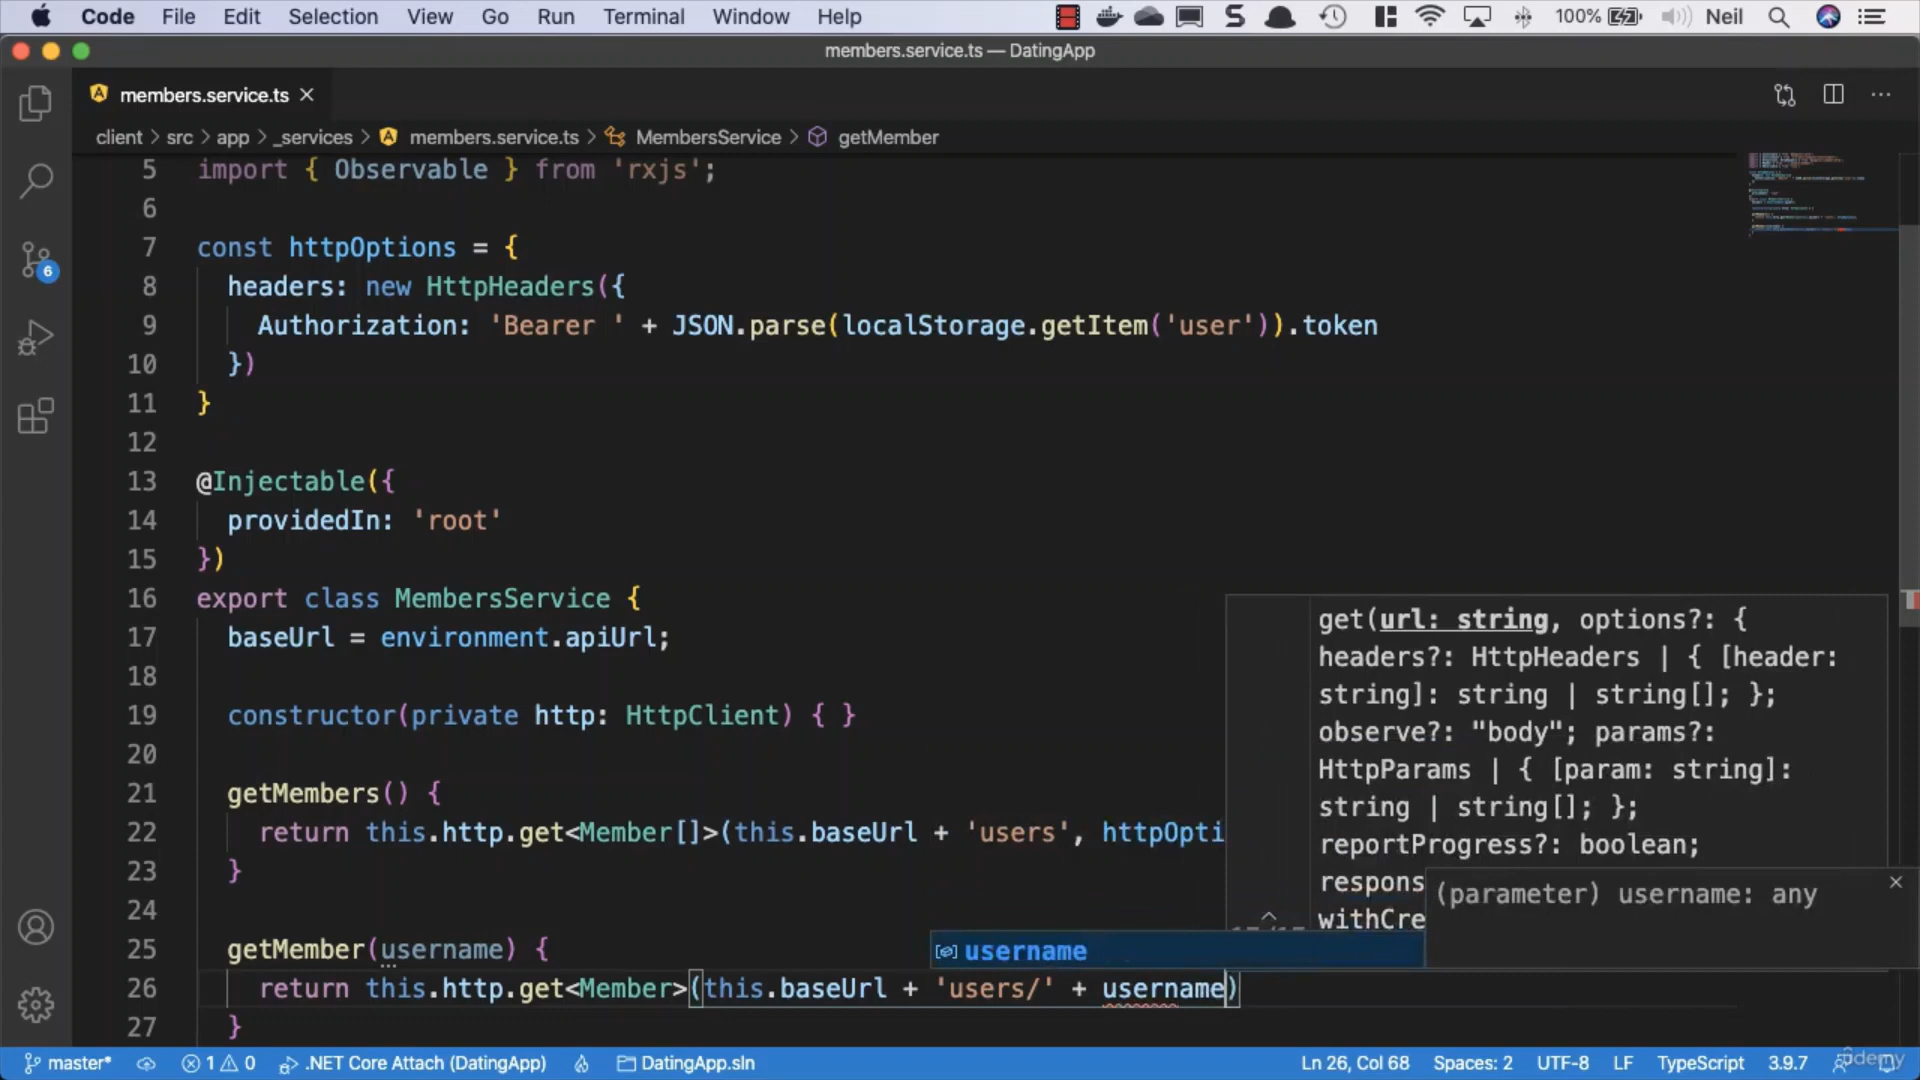 Code File Edit Selection View Go Run Terminal Window Help 100% Neil
members.service.ts — DatingApp
members.service.ts
client > src > app > _services > members.service.ts > MembersService > getMember
5 import { Observable } from 'rxjs';
6
7 const httpOptions = {
8 headers: new HttpHeaders({
9 Authorization: 'Bearer ' + JSON.parse(localStorage.getItem('user')).token
10 })
11 }
12
13 @Injectable({
14 providedIn: 'root'
15 })
16 export class MembersService {
17 baseUrl = environment.apiUrl;
18
19 constructor(private http: HttpClient) { }
20
21 getMembers() {
22 return this.http.get<Member[]>(this.baseUrl + 'users', httpOpti
23 }
24
25 getMember(username) {
26 return this.http.get<Member>(this.baseUrl + 'users/' + username)
27 }
get(url: string, options?: {
headers?: HttpHeaders | { [header:
string]: string | string[]; };
observe?: "body"; params?:
HttpParams | { [param: string]:
string | string[]; };
reportProgress?: boolean;
respons
withCre
(parameter) username: any
username
6
master* 1 0 .NET Core Attach (DatingApp) DatingApp.sln Ln 26, Col 68 Spaces: 2 UTF-8 LF TypeScript 3.9.7
udemy